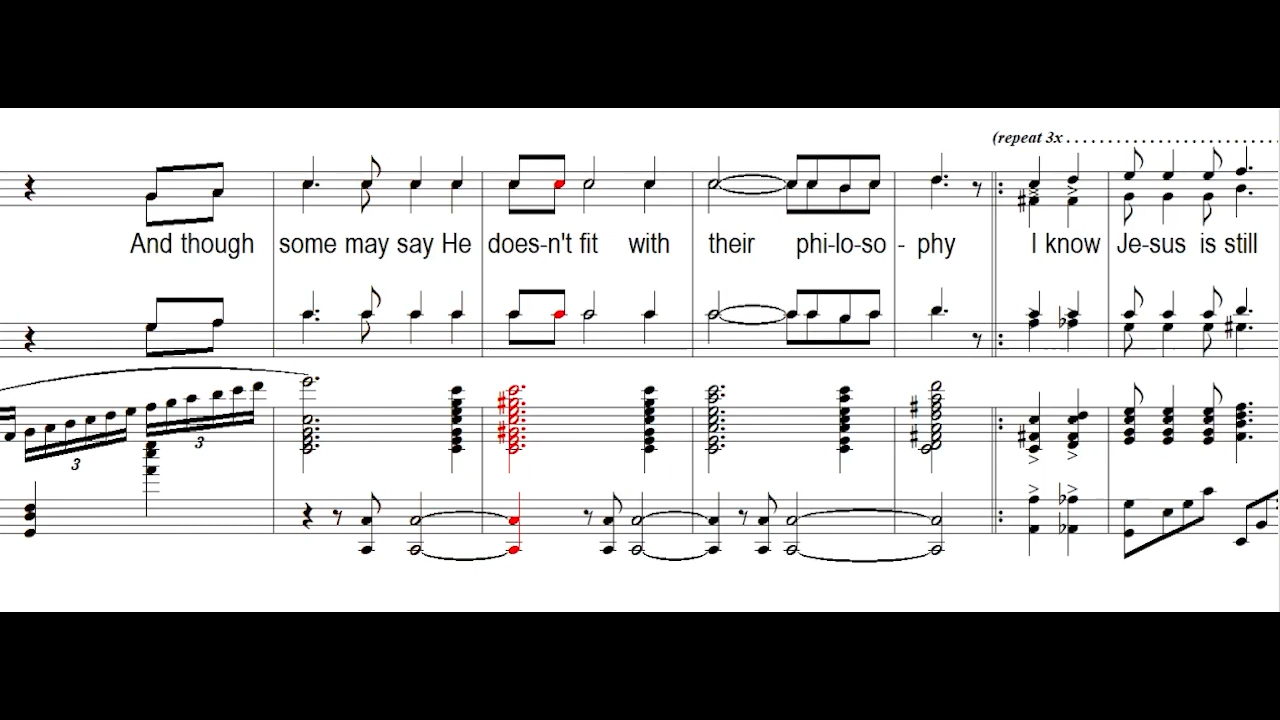 (repeat 3x
And though some may say He does-n't fit with their phi-lo-so - phy I know Je-sus is still
3
3